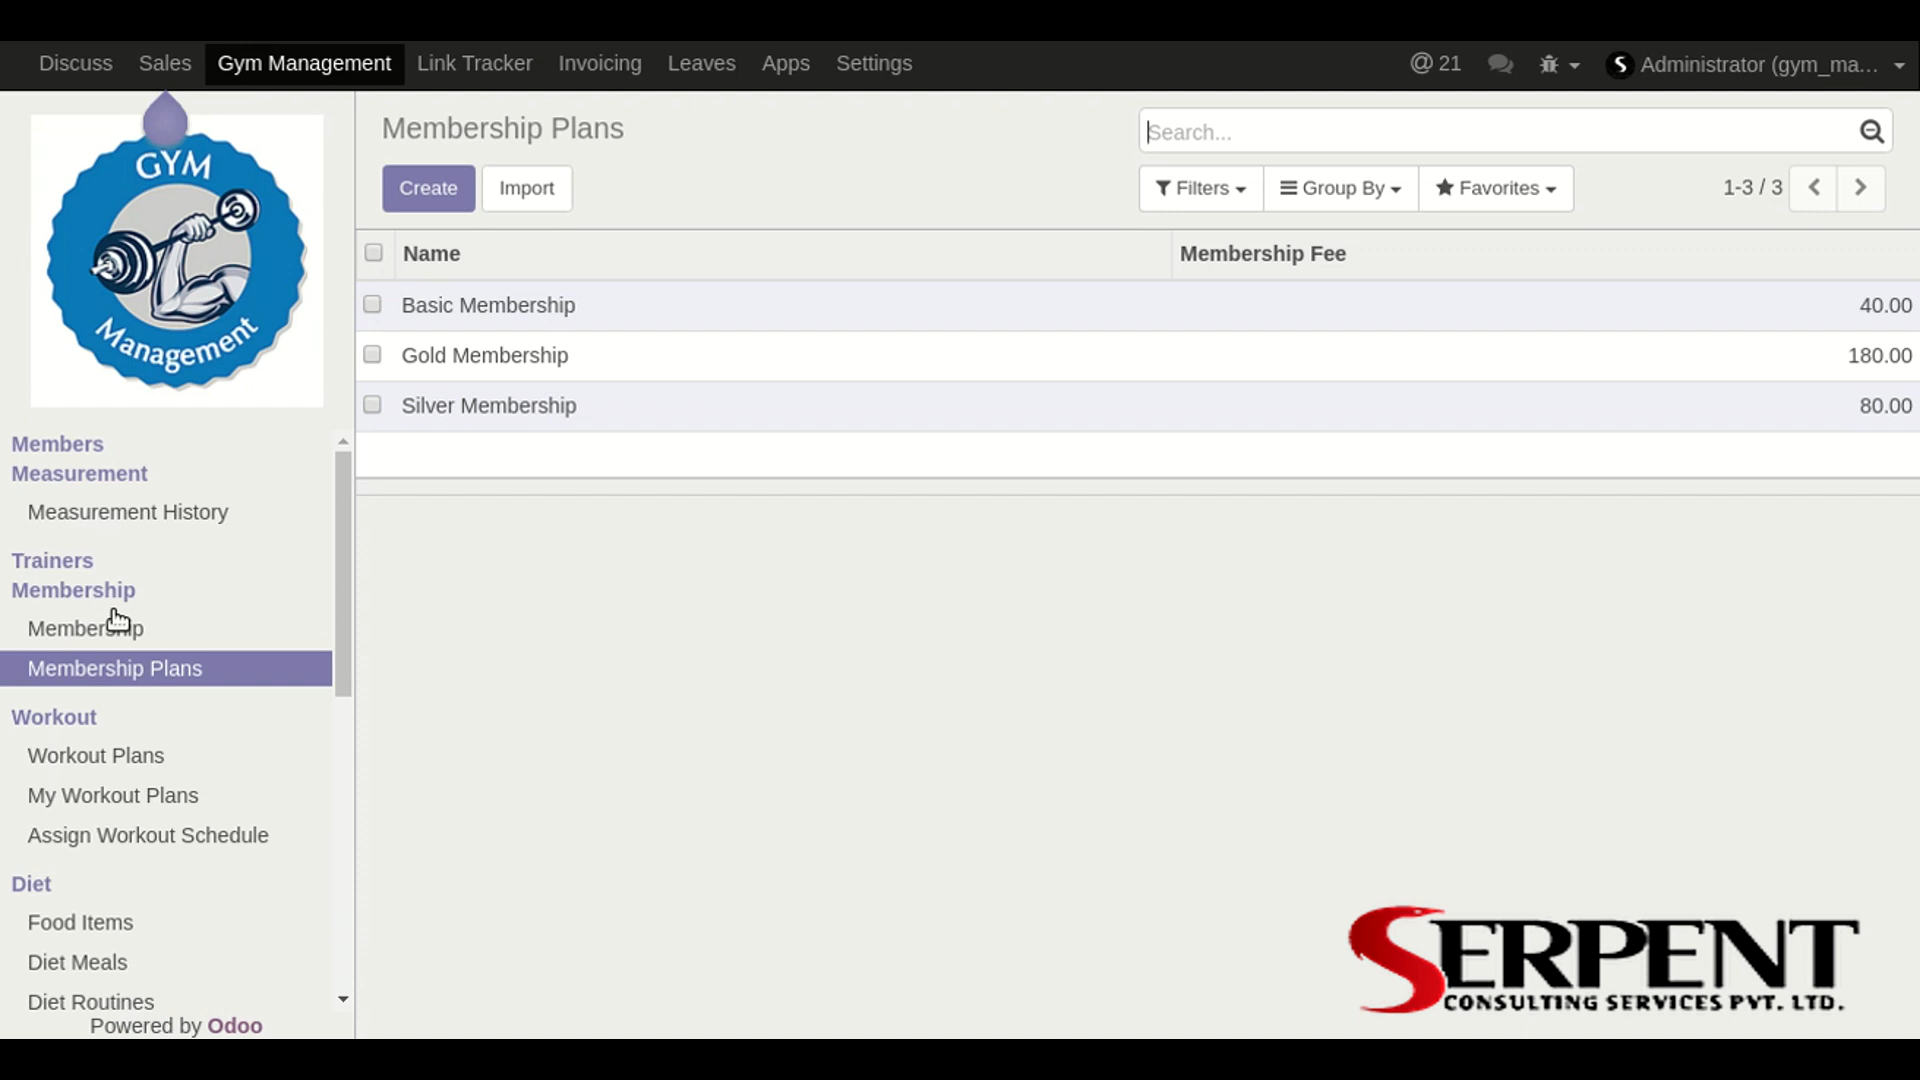 Discuss Sales Gym Management Link Tracker Invoicing Leaves Apps Settings @ 21 Administrator (gym_ma...
GYM
Management
Membership Plans
Search...
Create Import Filters Group By Favorites 1-3 / 3
Name Membership Fee
Basic Membership 40.00
Gold Membership 180.00
Silver Membership 80.00
Members
Measurement
Measurement History
Trainers
Membership
Membership
Membership Plans
Workout
Workout Plans
My Workout Plans
Assign Workout Schedule
Diet
Food Items
Diet Meals
Diet Routines
Powered by Odoo
SERPENT
CONSULTING SERVICES PVT. LTD.